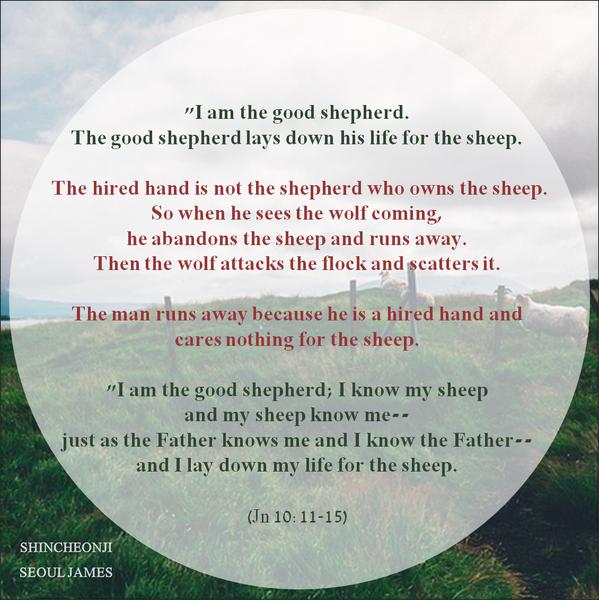 "I am the good shepherd.
The good shepherd lays down his life for the sheep.
The hired hand is not the shepherd who owns the sheep.
So when he sees the wolf coming,
he abandons the sheep and runs away.
Then the wolf attacks the flock and scatters it.
The man runs away because he is a hired hand and
cares nothing for the sheep.
"I am the good shepherd; I know my sheep
and my sheep know me--
just as the Father knows me and I know the Father--
and I lay down my life for the sheep.
(Jn 10: 11-15)
SHINCHEONJI
SEOUL JAMES